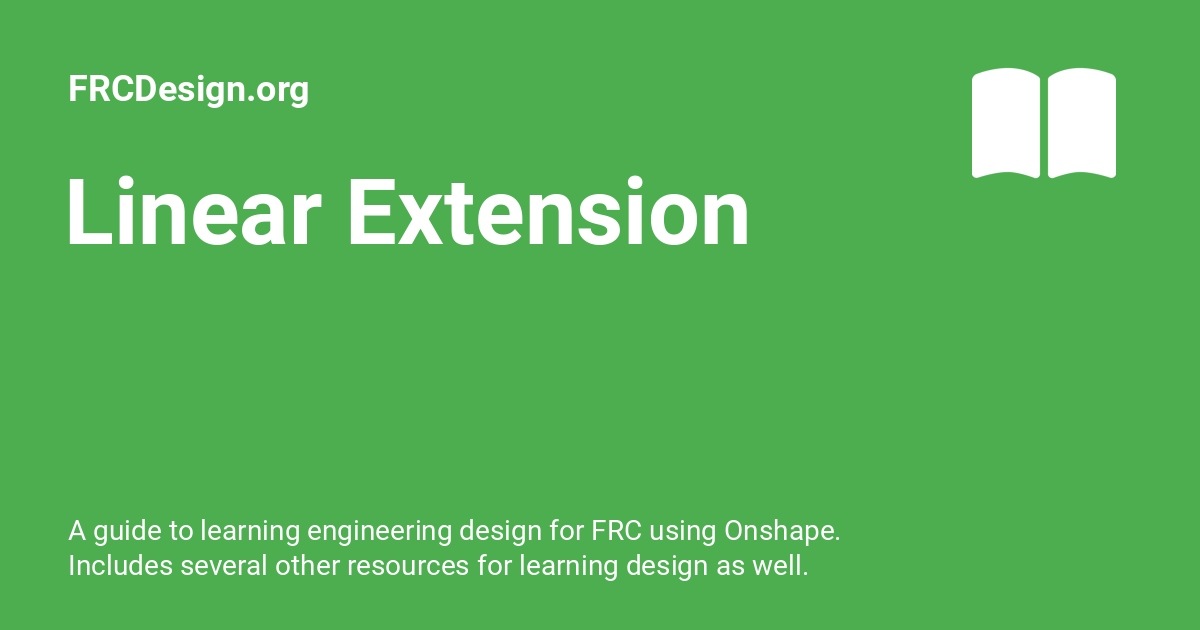 FRCDesign.org
Linear Extension
A guide to learning engineering design for FRC using Onshape.
Includes several other resources for learning design as well.